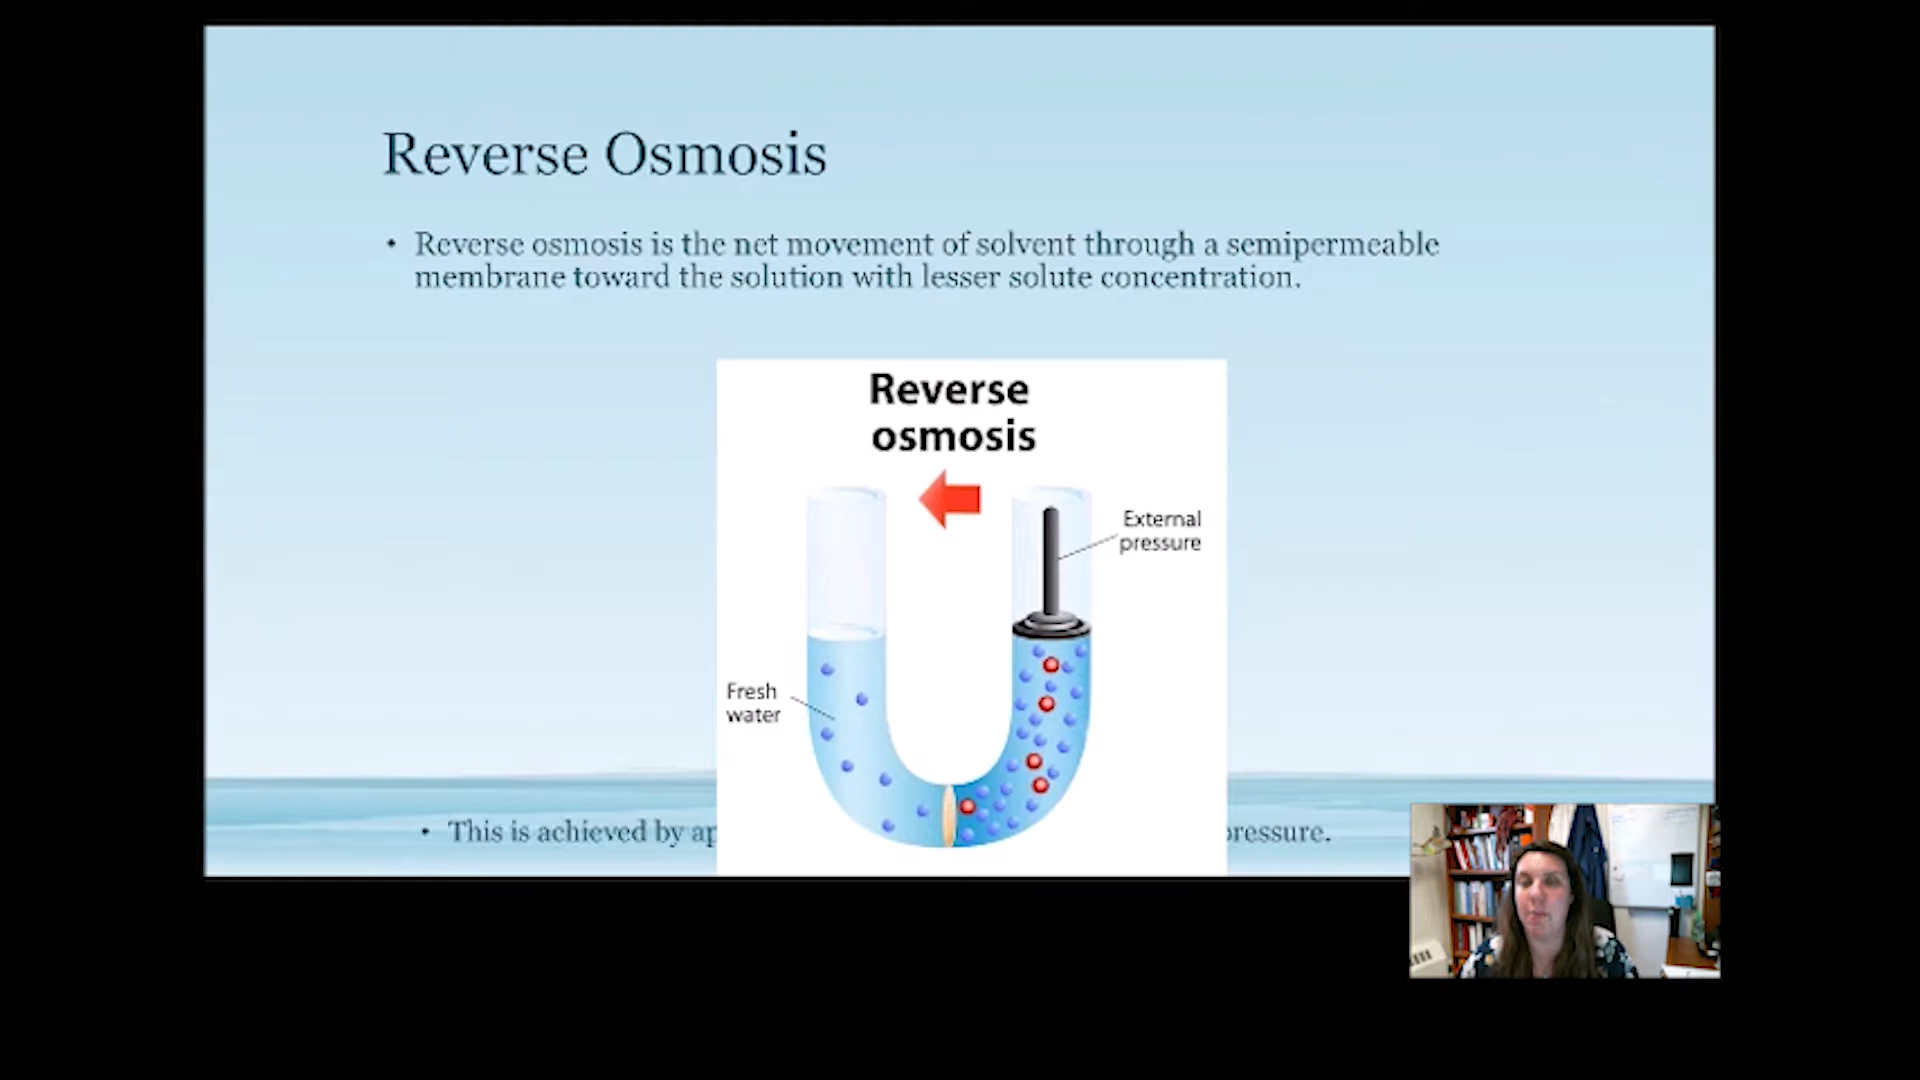 Reverse Osmosis
• Reverse osmosis is the net movement of solvent through a semipermeable
membrane toward the solution with lesser solute concentration.
Reverse
osmosis
External
pressure
Fresh
water
• This is achieved by ap pressure.